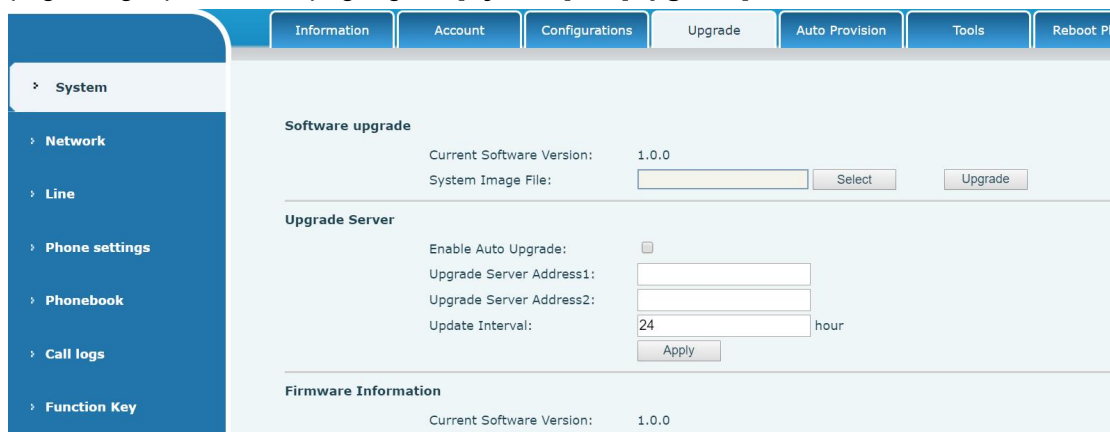 Information Account Configurations Upgrade Auto Provision Tools Reboot P
System
Network
Line
Phone settings
Phonebook
Call logs
Function Key
Software upgrade
Current Software Version: 1.0.0
System Image File: Select Upgrade
Upgrade Server
Enable Auto Upgrade:
Upgrade Server Address1:
Upgrade Server Address2:
Update Interval: 24 hour
Apply
Firmware Information
Current Software Version: 1.0.0